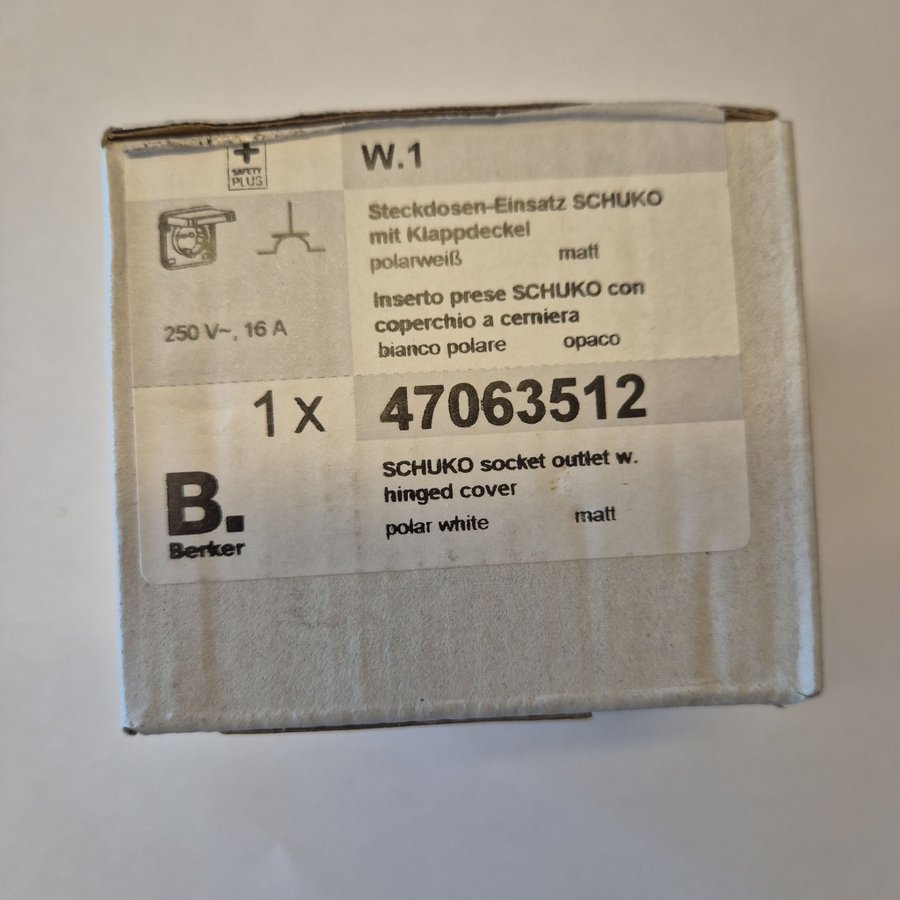 SAFETY
PLUS
W.1
Steckdosen-Einsatz SCHUKO
mit Klappdeckel
polarweiß matt
Inserto prese SCHUKO con
coperchio a cerniera
bianco polare opaco
250 V~, 16 A
1 x 47063512
SCHUKO socket outlet w.
hinged cover
polar white matt
B.
Berker